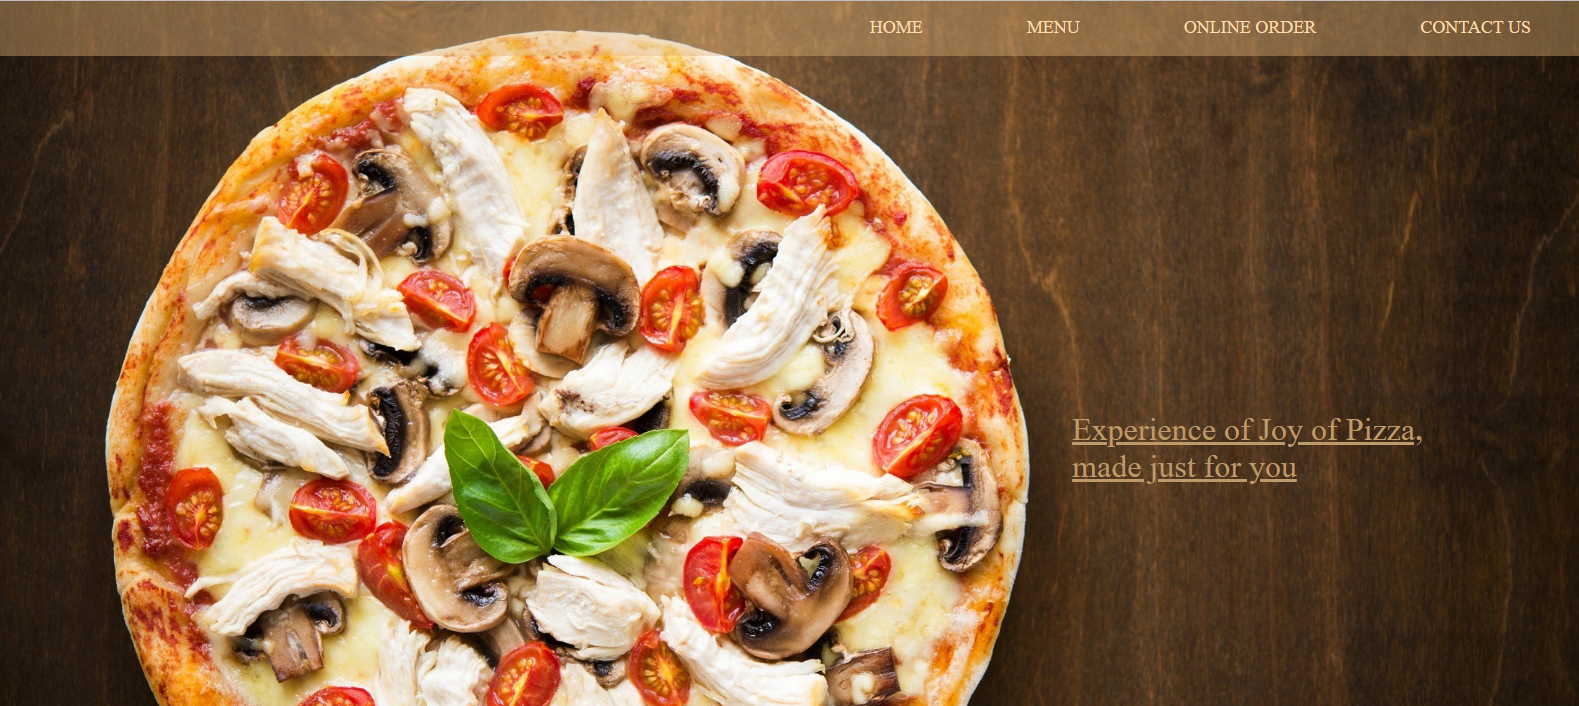 HOME MENU ONLINE ORDER CONTACT US
Experience of Joy of Pizza,
made just for you